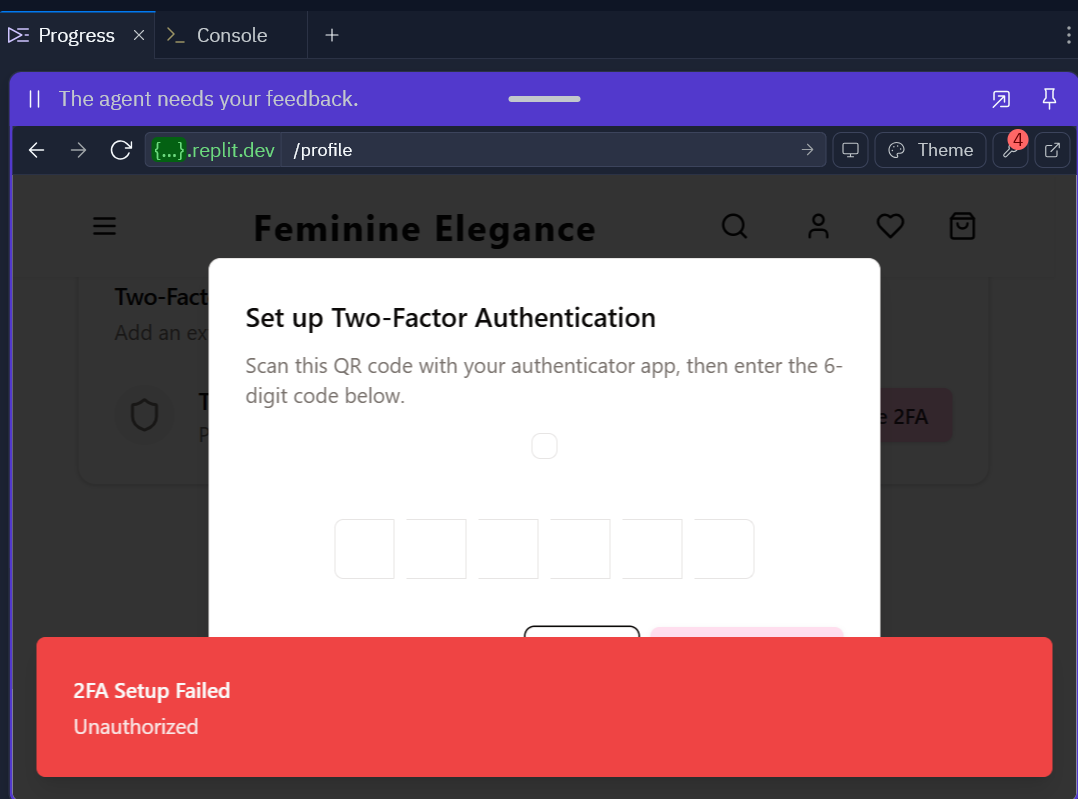 Progress
Console
The agent needs your feedback.
{...}.replit.dev /profile
Theme
4
Feminine Elegance
Two-Fact
Add an ex
T
P
e 2FA
Set up Two-Factor Authentication
Scan this QR code with your authenticator app, then enter the 6-
digit code below.
2FA Setup Failed
Unauthorized